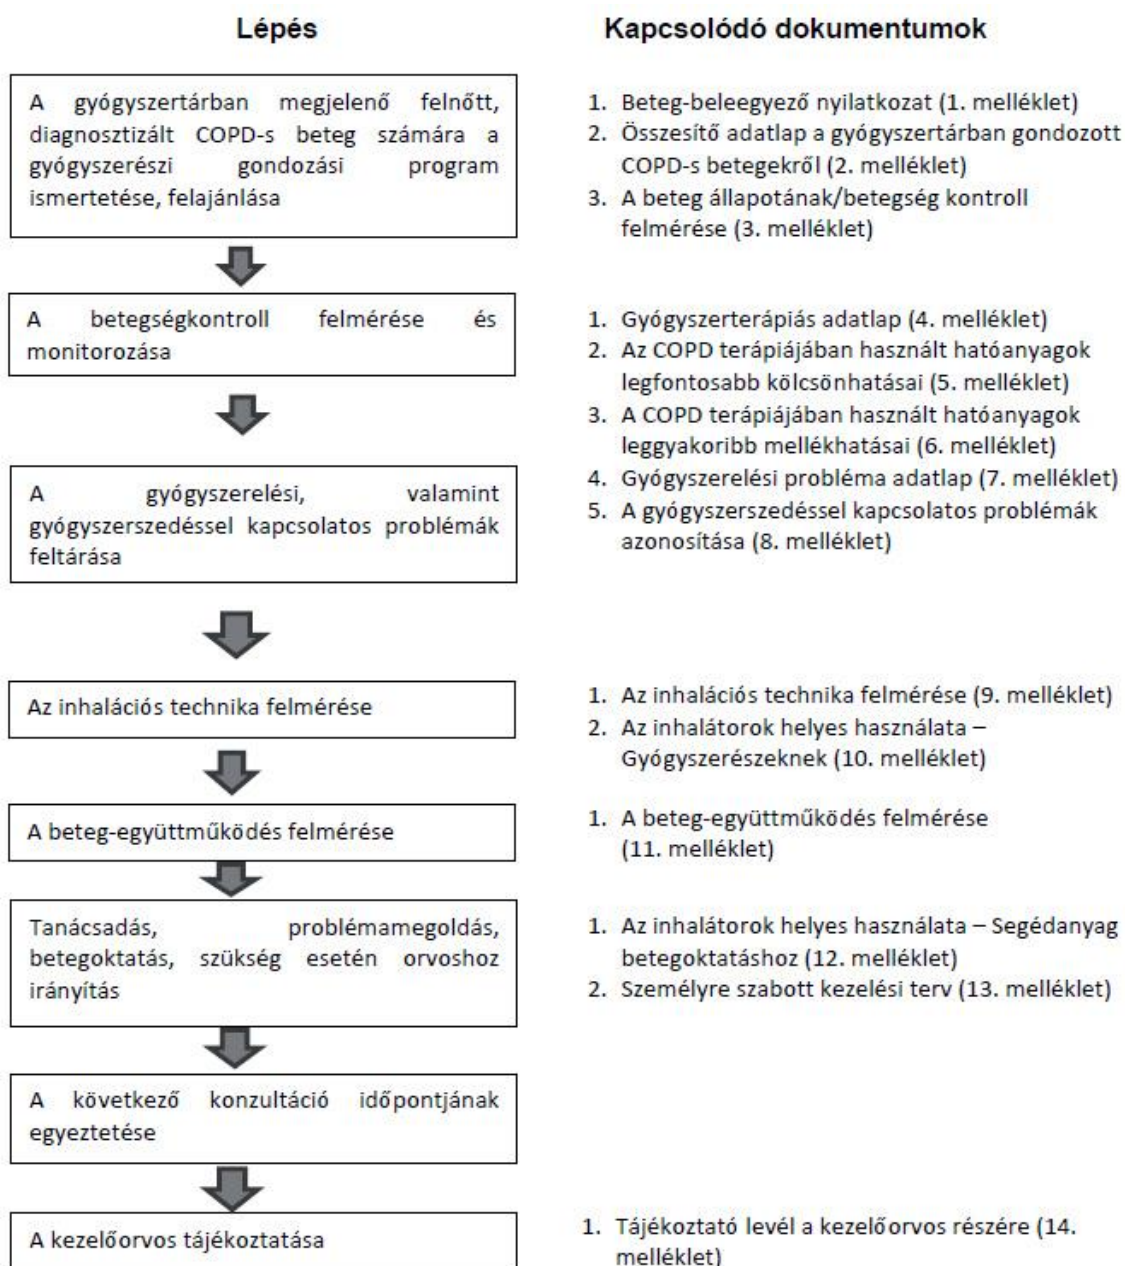 Lépés
Kapcsolódó dokumentumok
A gyógyszertárban megjelenő felnőtt,
diagnosztizált COPD-s beteg számára a
gyógyszerészi gondozási program
ismertetése, felajánlása
1. Beteg-beleegyező nyilatkozat (1. melléklet)
2. Összesítő adatlap a gyógyszertárban gondozott
COPD-s betegekről (2. melléklet)
3. A beteg állapotának/betegség kontroll
felmérése (3. melléklet)
A betegségkontroll felmérése és
monitorozása
1. Gyógyszerterápiás adatlap (4. melléklet)
2. Az COPD terápiájában használt hatóanyagok
legfontosabb kölcsönhatásai (5. melléklet)
3. A COPD terápiájában használt hatóanyagok
leggyakoribb mellékhatásai (6. melléklet)
4. Gyógyszerelési probléma adatlap (7. melléklet)
5. A gyógyszerszedéssel kapcsolatos problémák
azonosítása (8. melléklet)
A gyógyszerelési, valamint
gyógyszerszedéssel kapcsolatos problémák
feltárása
Az inhalációs technika felmérése
1. Az inhalációs technika felmérése (9. melléklet)
2. Az inhalátorok helyes használata –
Gyógyszerészeknek (10. melléklet)
A beteg-együttműködés felmérése
1. A beteg-együttműködés felmérése
(11. melléklet)
Tanácsadás, problémamegoldás,
betegoktatás, szükség esetén orvoshoz
irányítás
1. Az inhalátorok helyes használata – Segédanyag
betegoktatáshoz (12. melléklet)
2. Személyre szabott kezelési terv (13. melléklet)
A következő konzultáció időpontjának
egyeztetése
A kezelőorvos tájékoztatása
1. Tájékoztató levél a kezelőorvos részére (14.
melléklet)